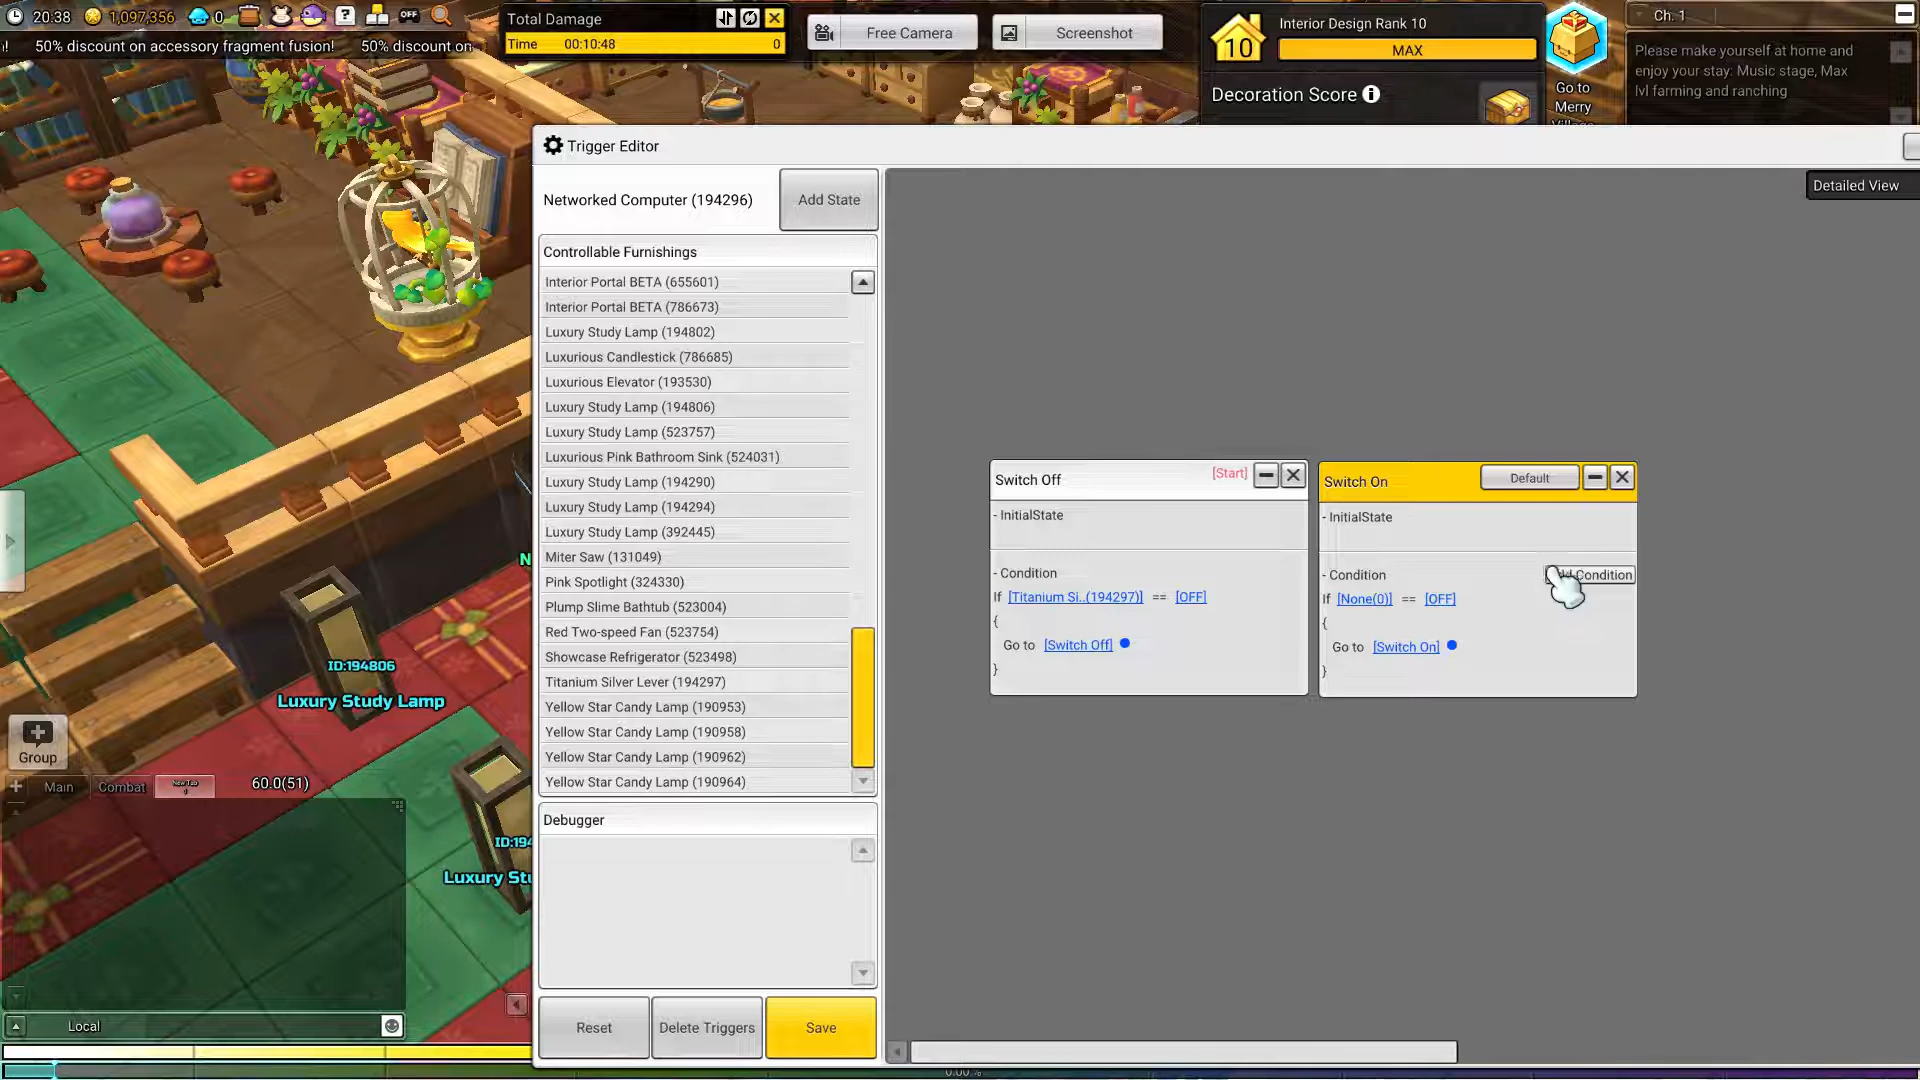 20:38
1,097,356
0
?
OFF
50% discount on accessory fragment fusion!
50% discount on
Total Damage
Time 00:10:48 0
Free Camera
Screenshot
10
Interior Design Rank 10
MAX
Decoration Score
Go to
Merry
Ch. 1
Please make yourself at home and
enjoy your stay: Music stage, Max
lvl farming and ranching
Trigger Editor
Networked Computer (194296)
Add State
Detailed View
Controllable Furnishings
Interior Portal BETA (655601)
Interior Portal BETA (786673)
Luxury Study Lamp (194802)
Luxurious Candlestick (786685)
Luxurious Elevator (193530)
Luxury Study Lamp (194806)
Luxury Study Lamp (523757)
Luxurious Pink Bathroom Sink (524031)
Luxury Study Lamp (194290)
Luxury Study Lamp (194294)
Luxury Study Lamp (392445)
Miter Saw (131049)
Pink Spotlight (324330)
Plump Slime Bathtub (523004)
Red Two-speed Fan (523754)
Showcase Refrigerator (523498)
Titanium Silver Lever (194297)
Yellow Star Candy Lamp (190953)
Yellow Star Candy Lamp (190958)
Yellow Star Candy Lamp (190962)
Yellow Star Candy Lamp (190964)
Debugger
Reset
Delete Triggers
Save
Switch Off
[Start]
- InitialState
- Condition
If [Titanium Si..(194297)] == [OFF]
{
Go to [Switch Off]
}
Switch On
Default
- InitialState
- Condition
Condition
If [None(0)] == [OFF]
{
Go to [Switch On]
}
ID:194806
Luxury Study Lamp
ID:194
Luxury Stu
N
Group
Main
Combat
60.0(51)
Local
0.00 %